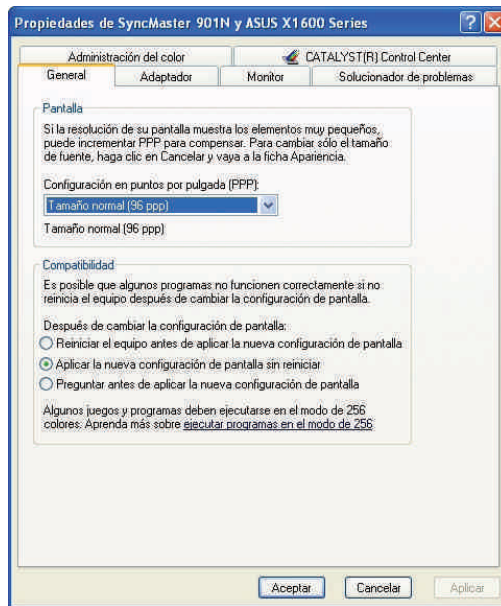 Propiedades de SyncMaster 901N y ASUS X1600 Series
Administración del color
CATALYST(R) Control Center
General
Adaptador
Monitor
Solucionador de problemas
Pantalla
Si la resolución de su pantalla muestra los elementos muy pequeños,
puede incrementar PPP para compensar. Para cambiar sólo el tamaño
de fuente, haga clic en Cancelar y vaya a la ficha Apariencia.
Configuración en puntos por pulgada (PPP):
Tamaño normal (96 ppp)
Tamaño normal (96 ppp)
Compatibilidad
Es posible que algunos programas no funcionen correctamente si no
reinicia el equipo después de cambiar la configuración de pantalla.
Después de cambiar la configuración de pantalla:
Reiniciar el equipo antes de aplicar la nueva configuración de pantalla
Aplicar la nueva configuración de pantalla sin reiniciar
Preguntar antes de aplicar la nueva configuración de pantalla
Algunos juegos y programas deben ejecutarse en el modo de 256
colores. Aprenda más sobre ejecutar programas en el modo de 256
Aceptar
Cancelar
Aplicar